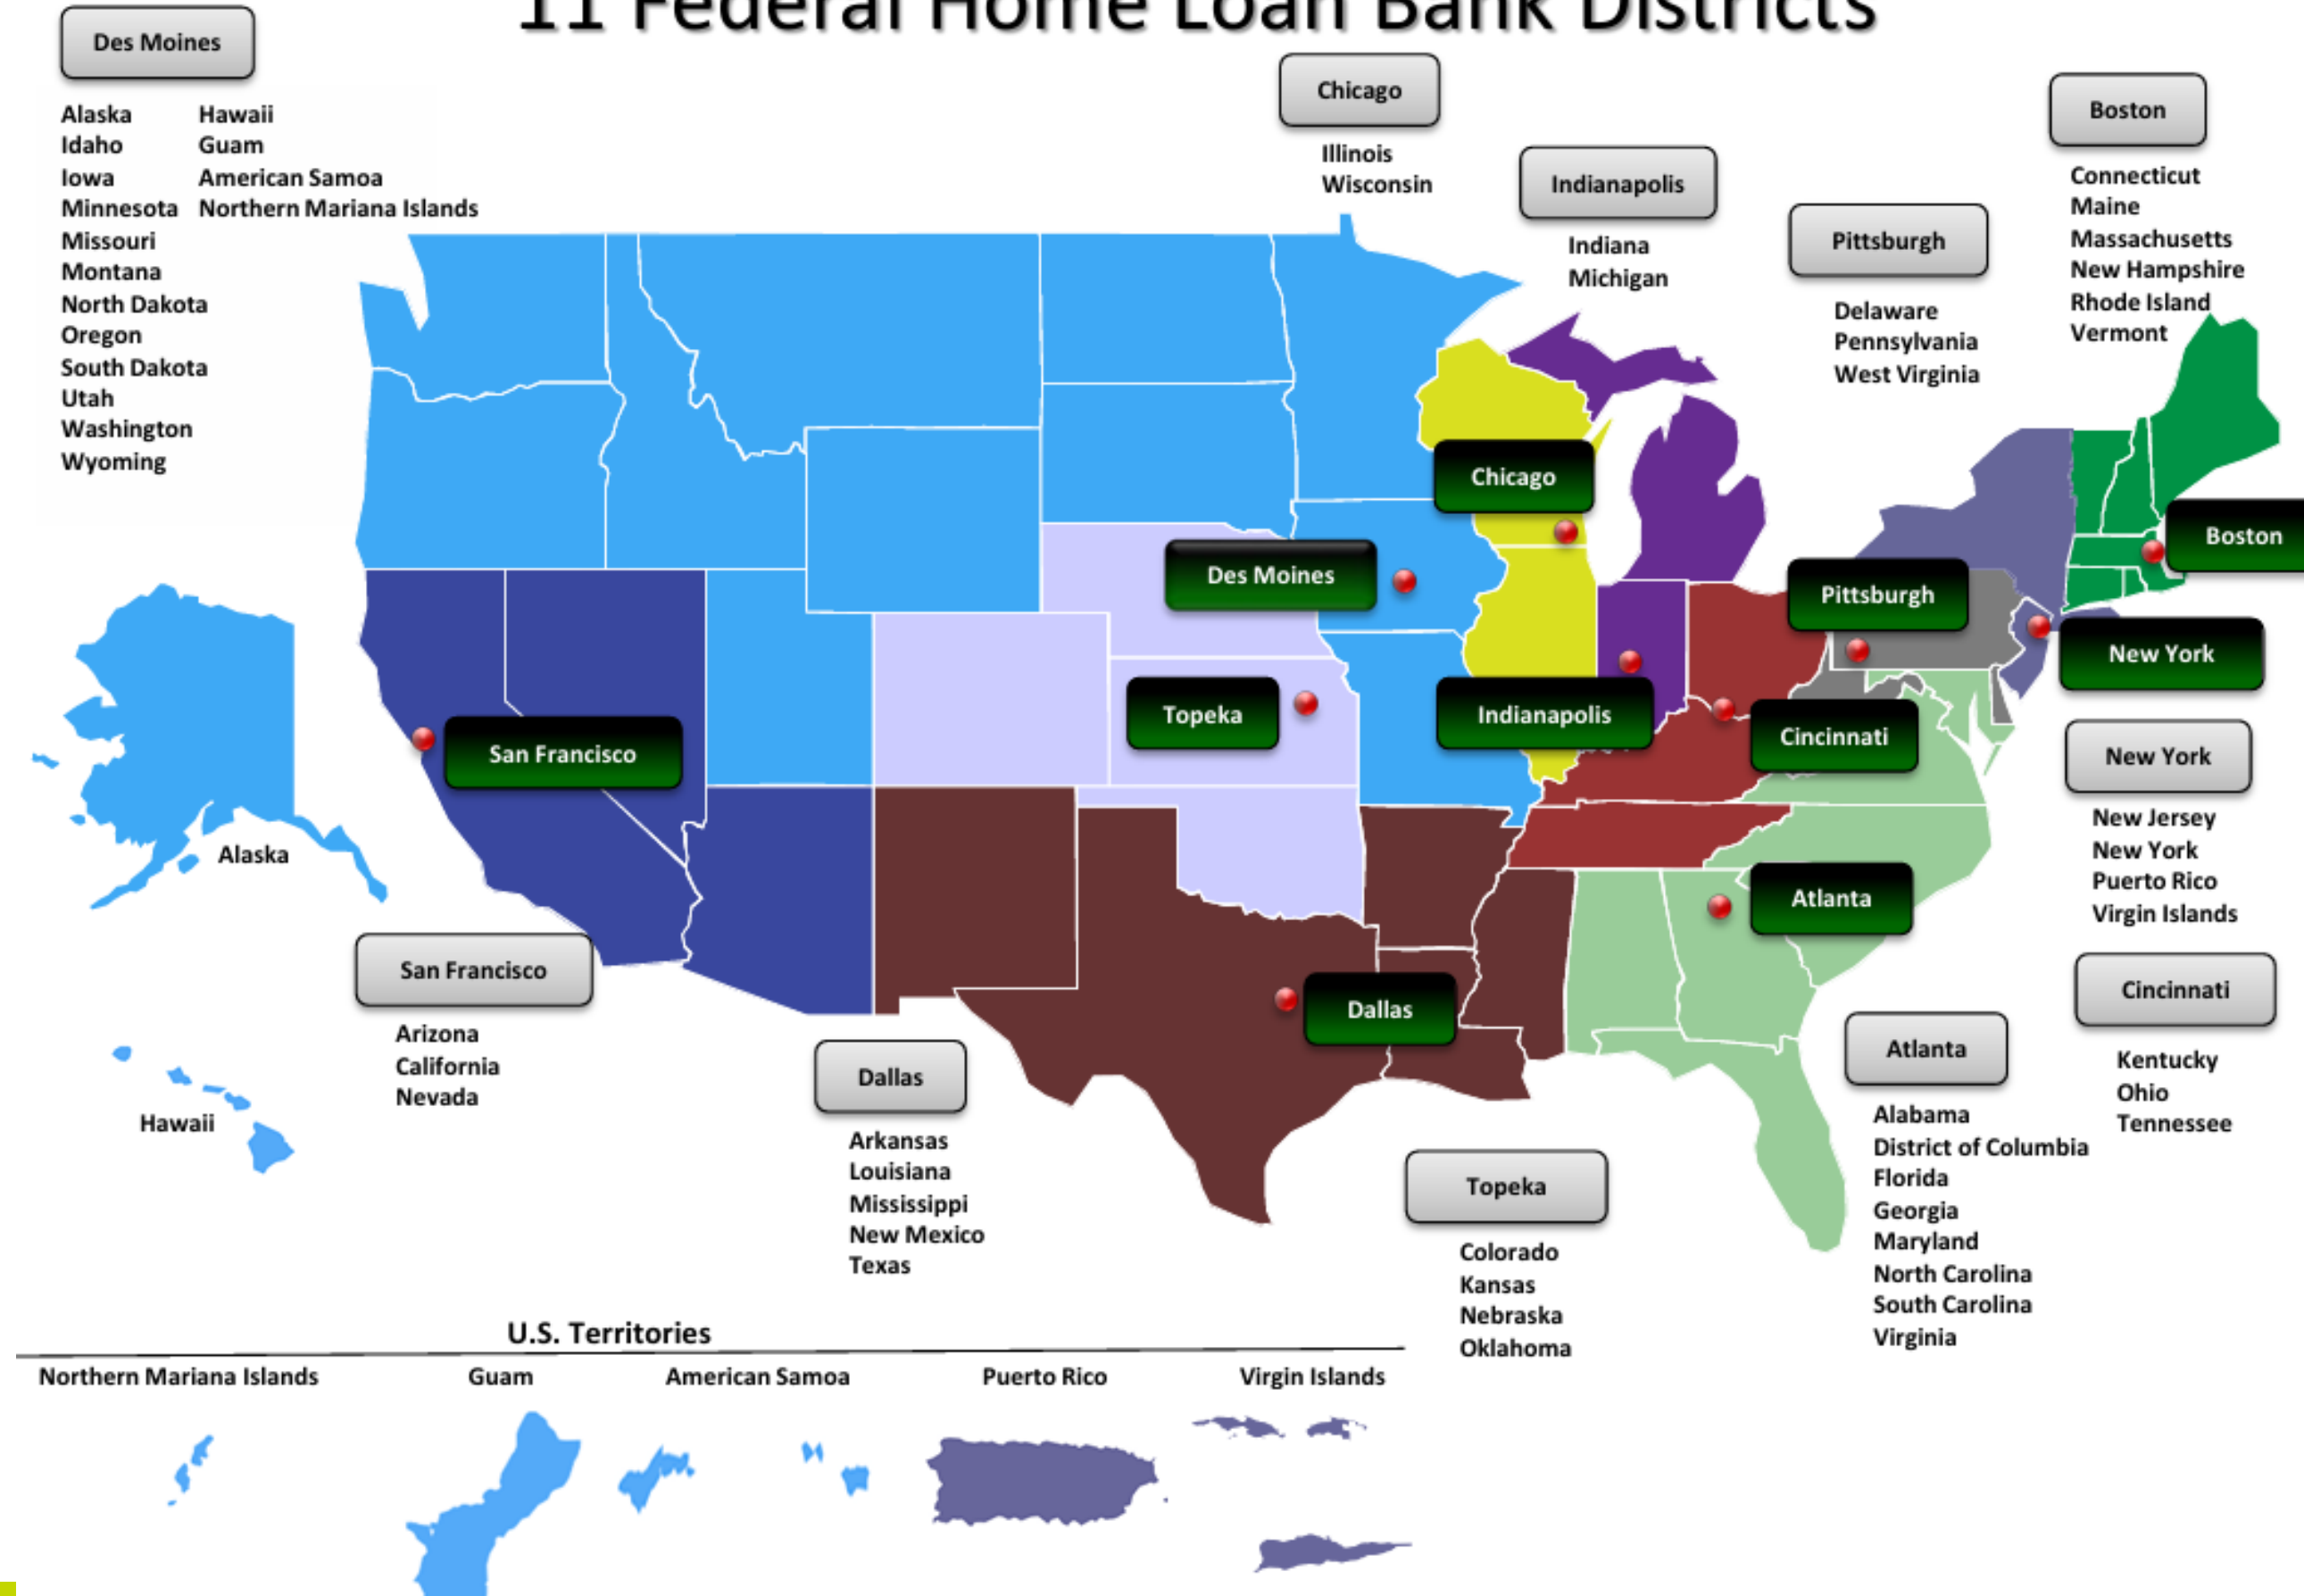 11 Federal Home Loan Bank Districts
Des Moines
Alaska Hawaii
Idaho Guam
Iowa American Samoa
Minnesota Northern Mariana Islands
Missouri
Montana
North Dakota
Oregon
South Dakota
Utah
Washington
Wyoming
Chicago
Illinois
Wisconsin
Indianapolis
Indiana
Michigan
Pittsburgh
Delaware
Pennsylvania
West Virginia
Boston
Connecticut
Maine
Massachusetts
New Hampshire
Rhode Island
Vermont
Chicago
Boston
Des Moines
Pittsburgh
New York
Topeka
Indianapolis
Cincinnati
San Francisco
Alaska
Atlanta
Dallas
New York
New Jersey
New York
Puerto Rico
Virgin Islands
San Francisco
Arizona
California
Nevada
Hawaii
Dallas
Arkansas
Louisiana
Mississippi
New Mexico
Texas
Cincinnati
Kentucky
Ohio
Tennessee
Atlanta
Alabama
District of Columbia
Florida
Georgia
Maryland
North Carolina
South Carolina
Virginia
Topeka
Colorado
Kansas
Nebraska
Oklahoma
U.S. Territories
Northern Mariana Islands
Guam
American Samoa
Puerto Rico
Virgin Islands